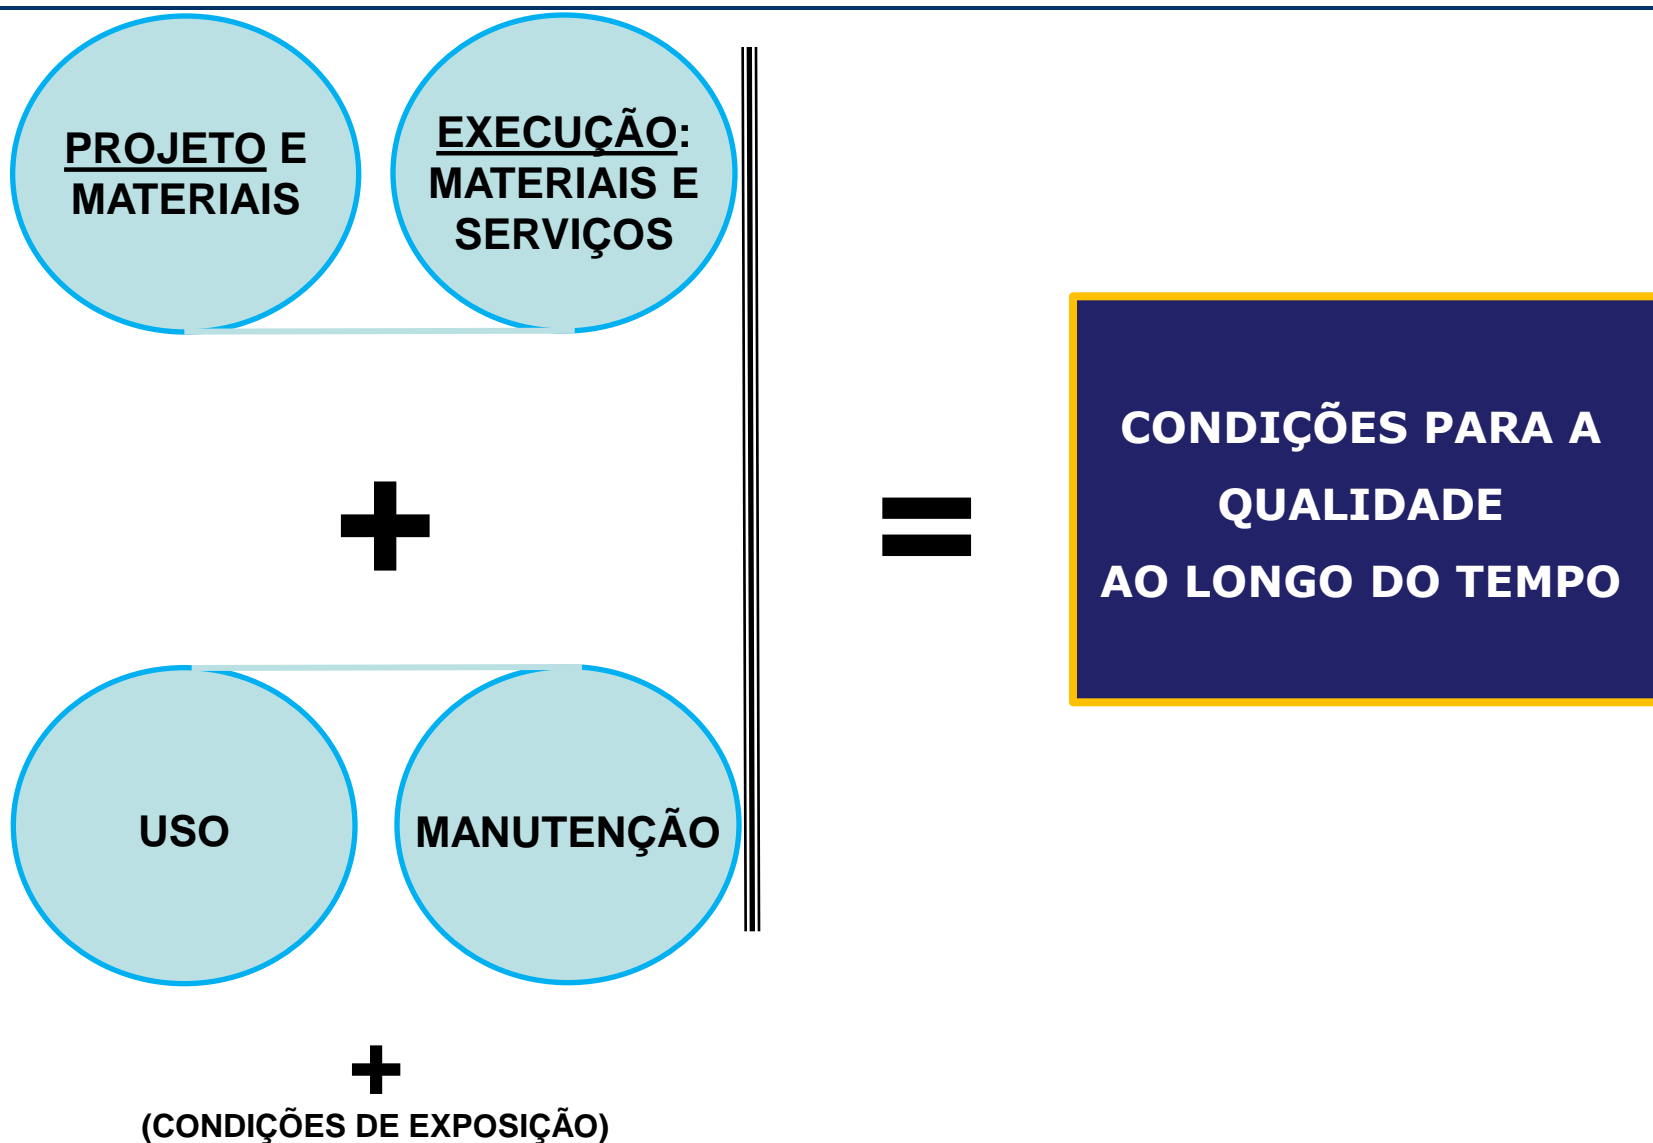 PROJETO E
MATERIAIS
EXECUÇÃO:
MATERIAIS E
SERVIÇOS
+
=
CONDIÇÕES PARA A
QUALIDADE
AO LONGO DO TEMPO
USO
MANUTENÇÃO
+
(CONDIÇÕES DE EXPOSIÇÃO)